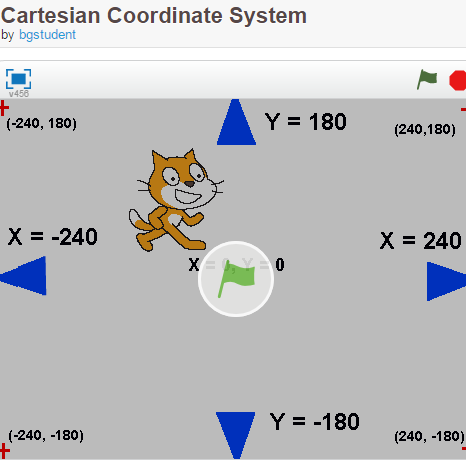 Cartesian Coordinate System
by bgstudent
v456
(-240, 180)
Y = 180
(240,180)
X = -240
X = 240
X = 0, Y = 0
(-240, -180)
Y = -180
(240, -180)